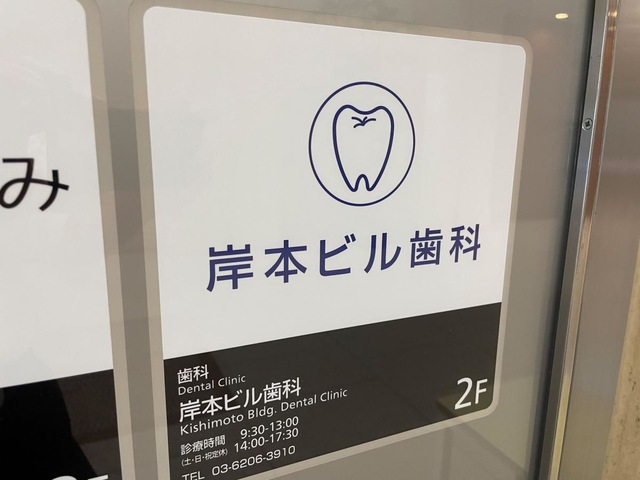 み
岸本ビル歯科
歯科
Dental Clinic
岸本ビル歯科
Kishimoto Bldg. Dental Clinic
診療時間 9:30-13:00
(土・日・祝定休) 14:00-17:30
TEL 03-6206-3910
2F